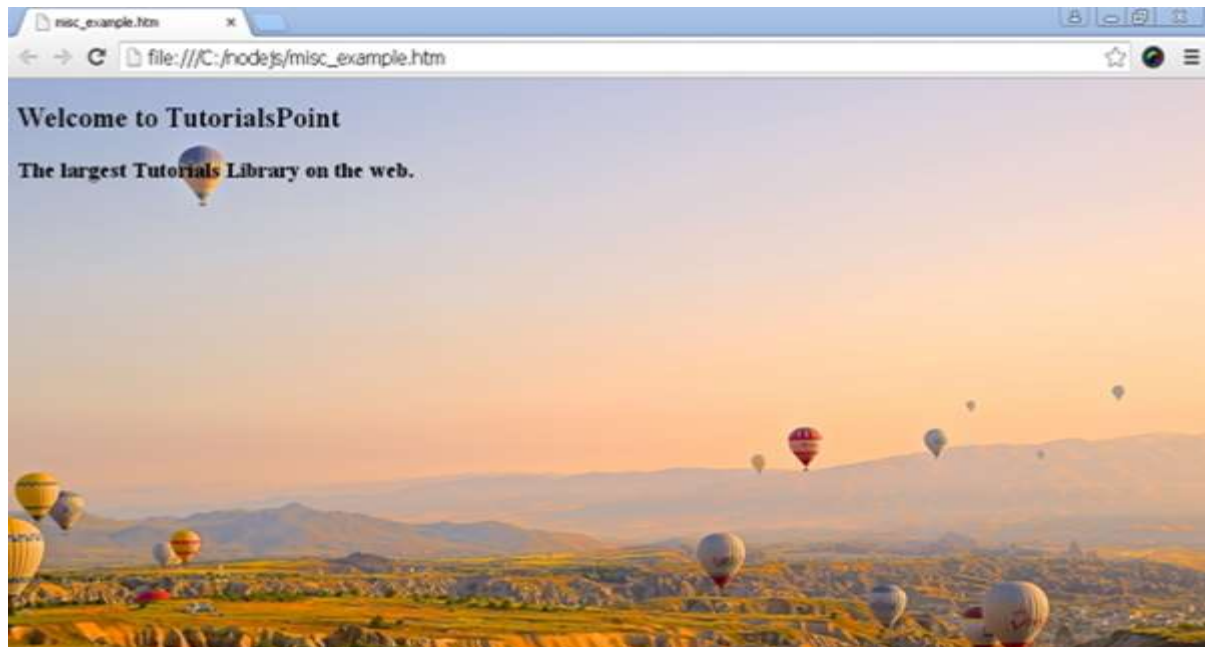 misc_example.htm
file:///C:/nodejs/misc_example.htm
Welcome to TutorialsPoint
The largest Tutorials Library on the web.